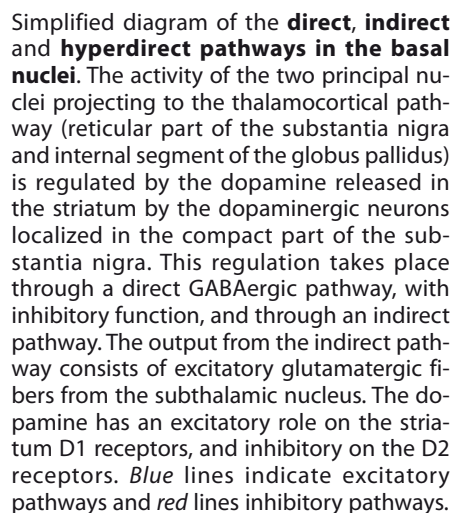 Simplified diagram of the direct, indirect
and hyperdirect pathways in the basal
nuclei. The activity of the two principal nu-
clei projecting to the thalamocortical path-
way (reticular part of the substantia nigra
and internal segment of the globus pallidus)
is regulated by the dopamine released in
the striatum by the dopaminergic neurons
localized in the compact part of the sub-
stantia nigra. This regulation takes place
through a direct GABAergic pathway, with
inhibitory function, and through an indirect
pathway. The output from the indirect path-
way consists of excitatory glutamatergic fi-
bers from the subthalamic nucleus. The do-
pamine has an excitatory role on the stria-
tum D1 receptors, and inhibitory on the D2
receptors. Blue lines indicate excitatory
pathways and red lines inhibitory pathways.